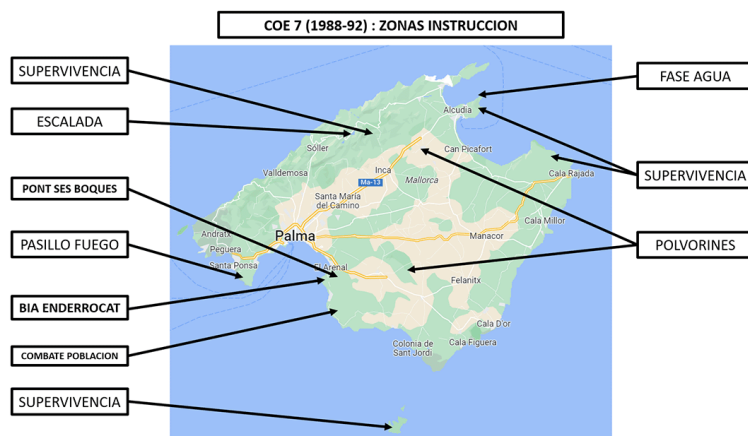 COE 7 (1988-92) : ZONAS INSTRUCCION
SUPERVIVENCIA
ESCALADA
PONT SES BOQUES
PASILLO FUEGO
BIA ENDERROCAT
COMBATE POBLACION
SUPERVIVENCIA
FASE AGUA
SUPERVIVENCIA
POLVORINES
Alcudia
Can Picafort
Sóller
Inca
Mallorca
Cala Rajada
Valldemossa
Ma-13
Santa Maria
del Camino
Cala Millor
Andratx
Palma
Manacor
Peguera
Santa Ponsa
El Arenal
Felanitx
Cala D'or
Colonia de
Sant Jordi
Cala Figuera